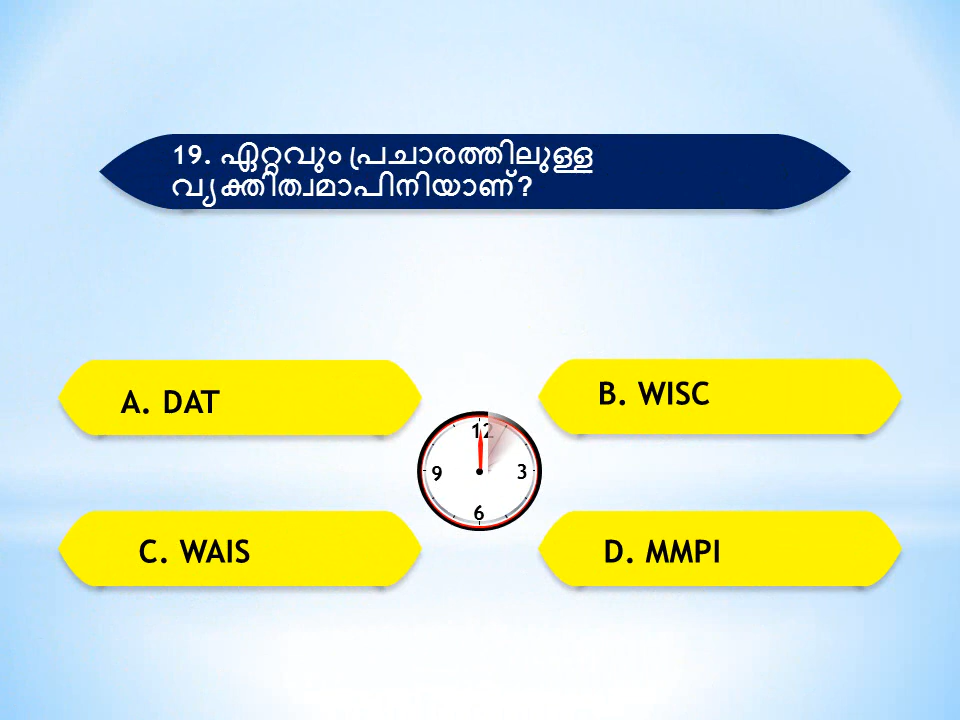 19. ഏറ്റവും പ്രചാരത്തിലുള്ള
വ്യക്തിത്വമാപിനിയാണ്?
A. DAT
B. WISC
12
9
3
6
C. WAIS
D. MMPI